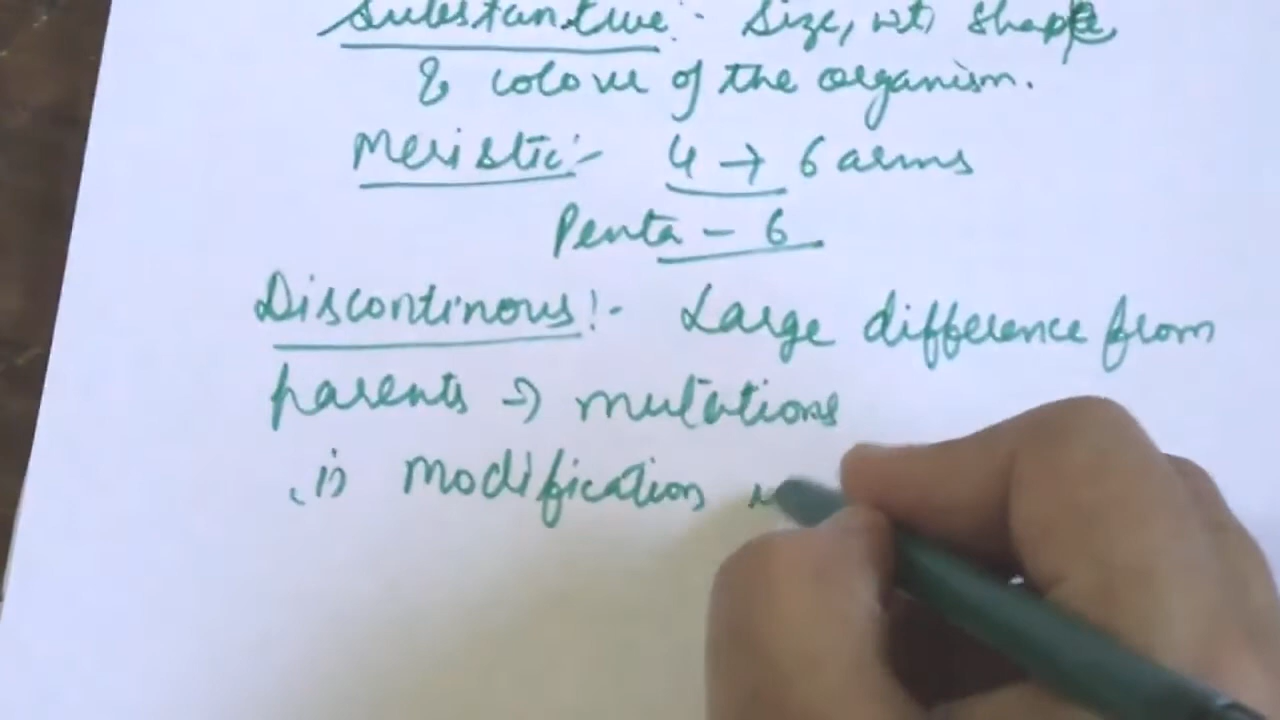 Substantive:- Size, wt, shape
& colour of the organism.
Meristic:- 4 → 6 arms
Penta - 6
Discontinous:- Large difference from
parents → mutations
i) modification